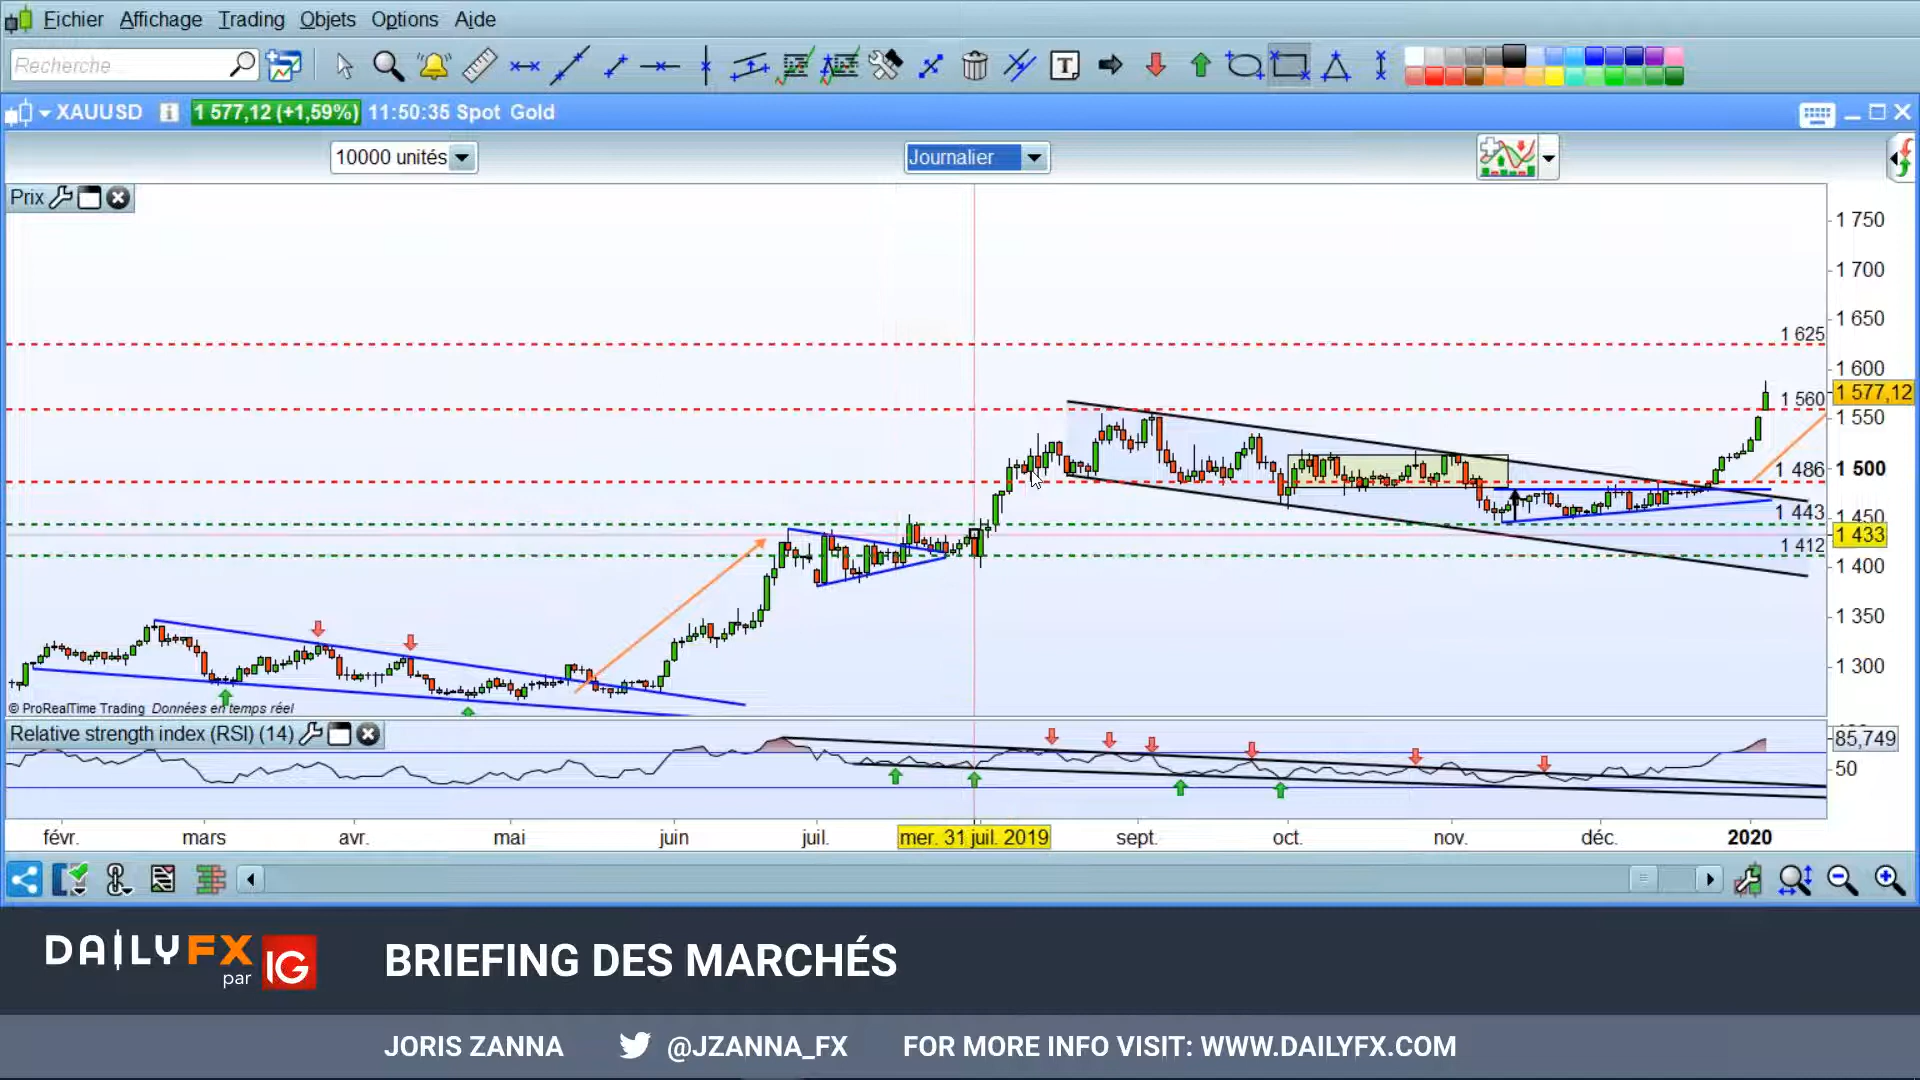 Fichier Affichage Trading Objets Options Aide
Recherche
T
XAUUSD i 1 577,12 (+1,59%) 11:50:35 Spot Gold
10000 unités Journalier
Prix
1 750
1 700
1 650
1 625
1 600
1 577,12
1 560
1 550
1 500
1 486
1 443
1 450
1 433
1 412
1 400
1 350
1 300
© ProRealTime Trading Données en temps réel
Relative strength index (RSI) (14)
85,749
50
févr. mars avr. mai juin juil. mer. 31 juil. 2019 sept. oct. nov. déc. 2020
DAILYFX par IG
BRIEFING DES MARCHÉS
JORIS ZANNA @JZANNA_FX FOR MORE INFO VISIT: WWW.DAILYFX.COM